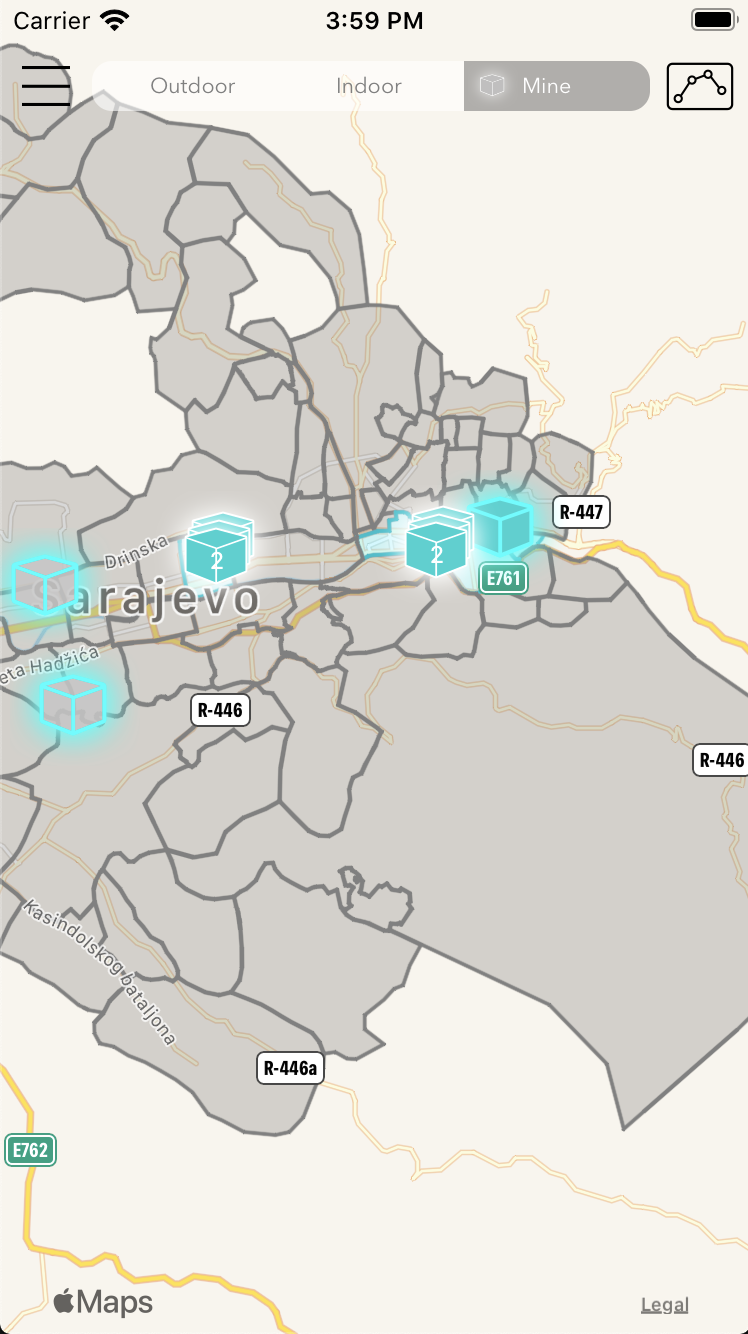 Carrier 3:59 PM
Outdoor Indoor Mine
R-447
Drinska
2
2
E761
arajevo
eta Hadžića
R-446
R-446
Kasindolskog bataljona
R-446a
E762
Maps
Legal